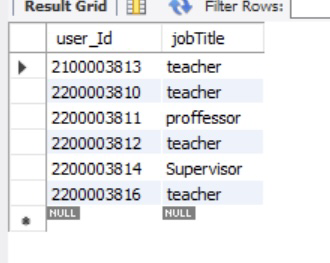 Result Grid Filter Rows:
user_Id jobTitle
2100003813 teacher
2200003810 teacher
2200003811 proffessor
2200003812 teacher
2200003814 Supervisor
2200003816 teacher
NULL NULL